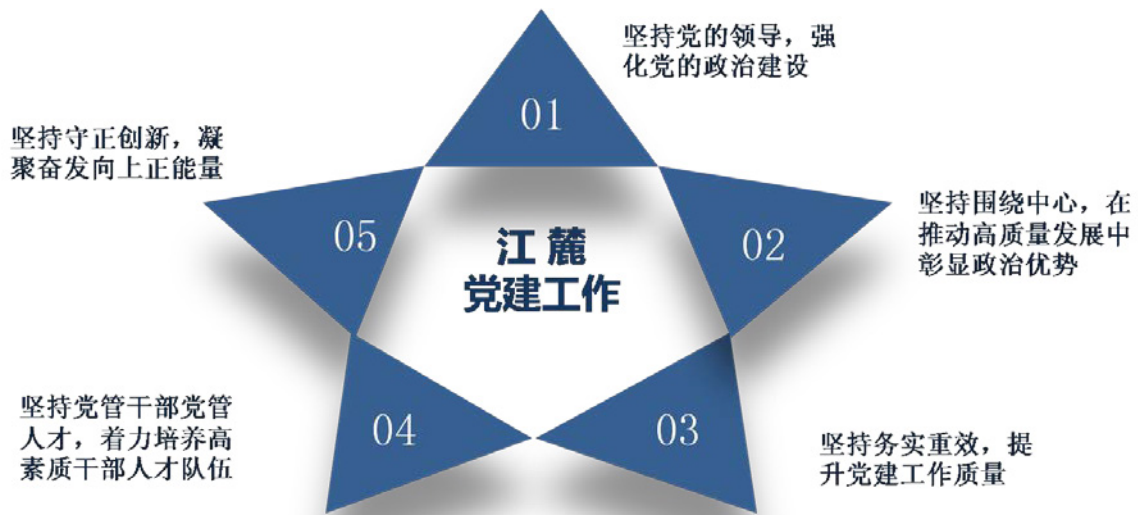 01
坚持党的领导，强
化党的政治建设
02
坚持围绕中心，在
推动高质量发展中
彰显政治优势
03
坚持务实重效，提
升党建工作质量
04
坚持党管干部党管
人才，着力培养高
素质干部人才队伍
05
坚持守正创新，凝
聚奋发向上正能量
江麓
党建工作